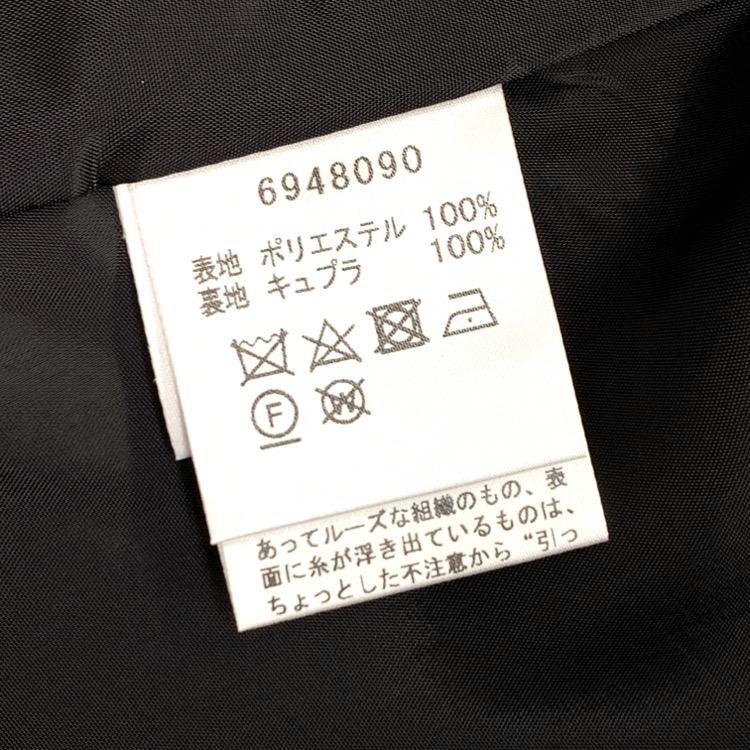 6948090
表地 ポリエステル 100%
裏地 キュプラ 100%
F
W
あってルーズな組織のもの、表
面に糸が浮き出ているものは、
ちょっとした不注意から“引っ